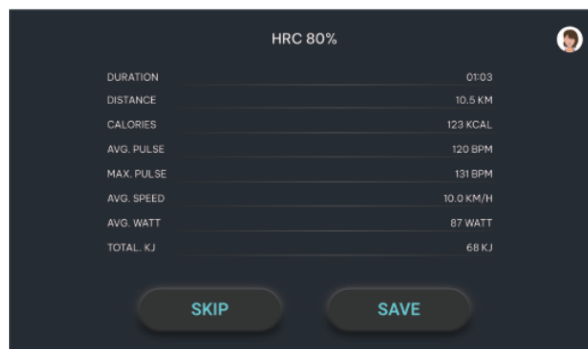 HRC 80%
DURATION 01:03
DISTANCE 10.5 KM
CALORIES 123 KCAL
AVG. PULSE 120 BPM
MAX. PULSE 131 BPM
AVG. SPEED 10.0 KM/H
AVG. WATT 87 WATT
TOTAL. KJ 68 KJ
SKIP SAVE